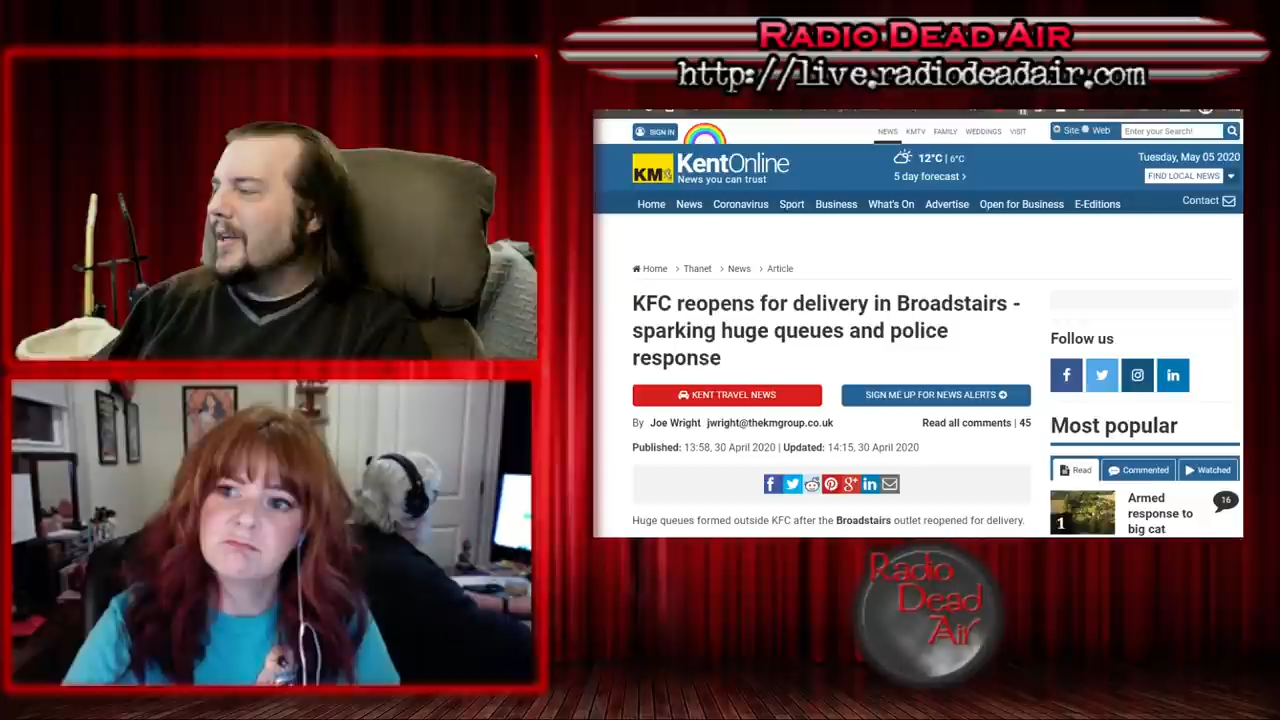 RADIO DEAD AIR
http://live.radiodeadair.com
SIGN IN
NEWS KMTV FAMILY WEDDINGS VISIT
Site Web Enter your Search!
KM KentOnline
News you can trust
12°C | 6°C
5 day forecast
Tuesday, May 05 2020
FIND LOCAL NEWS
Home News Coronavirus Sport Business What's On Advertise Open for Business E-Editions Contact
Home > Thanet > News > Article
KFC reopens for delivery in Broadstairs -
sparking huge queues and police
response
KENT TRAVEL NEWS
SIGN ME UP FOR NEWS ALERTS
By Joe Wright jwright@thekmgroup.co.uk
Read all comments | 45
Published: 13:58, 30 April 2020 | Updated: 14:15, 30 April 2020
Huge queues formed outside KFC after the Broadstairs outlet reopened for delivery.
Follow us
Most popular
Read Commented Watched
1
Armed
response to
big cat
16
Radio
Dead
Air